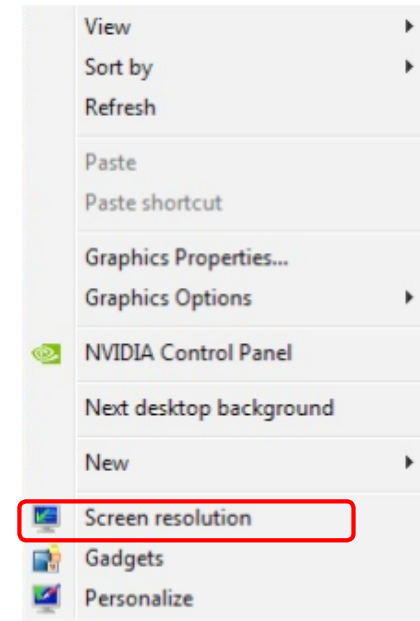 View
Sort by
Refresh
Paste
Paste shortcut
Graphics Properties...
Graphics Options
NVIDIA Control Panel
Next desktop background
New
Screen resolution
Gadgets
Personalize